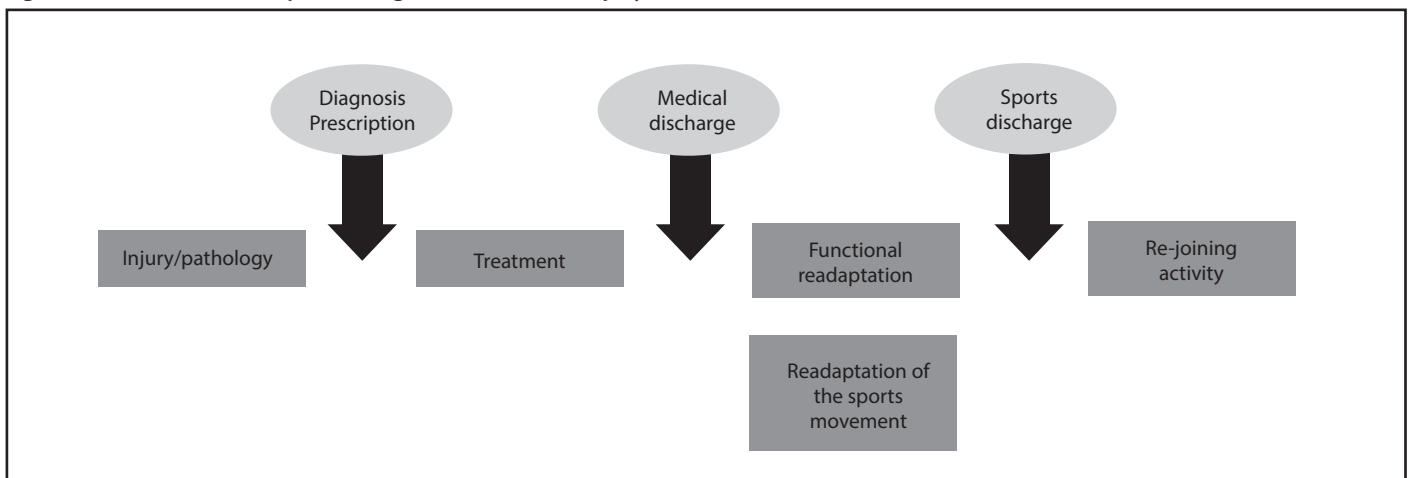 Diagnosis
Prescription
Medical
discharge
Sports
discharge
Injury/pathology
Treatment
Functional
readaptation
Re-joining
activity
Readaptation of
the sports
movement